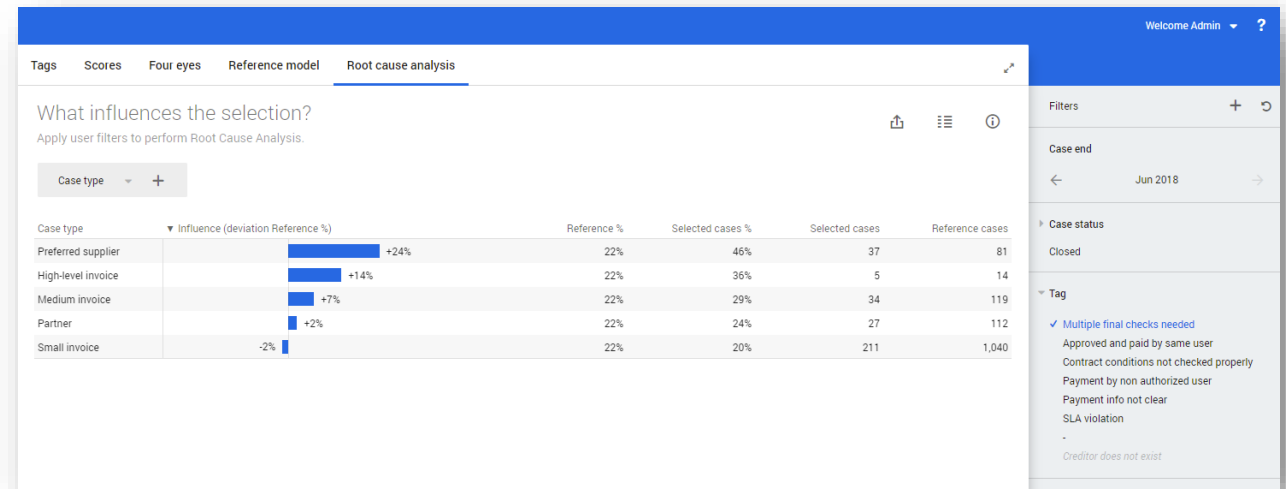 Welcome Admin ?
Tags Scores Four eyes Reference model Root cause analysis
What influences the selection?
Apply user filters to perform Root Cause Analysis.
Case type +
Case type ▼ Influence (deviation Reference %) Reference % Selected cases % Selected cases Reference cases
Preferred supplier +24% 22% 46% 37 81
High-level invoice +14% 22% 36% 5 14
Medium invoice +7% 22% 29% 34 119
Partner +2% 22% 24% 27 112
Small invoice -2% 22% 20% 211 1,040
Filters +
Case end
← Jun 2018 →
Case status
Closed
Tag
✓ Multiple final checks needed
Approved and paid by same user
Contract conditions not checked properly
Payment by non authorized user
Payment info not clear
SLA violation
-
Creditor does not exist